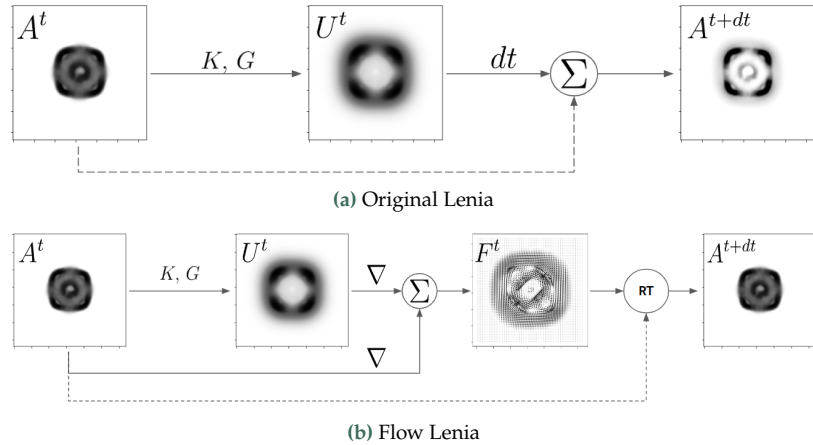 A^t
K, G
U^t
dt
Σ
A^{t+dt}
(a) Original Lenia
A^t
K, G
U^t
∇
Σ
∇
F^t
RT
A^{t+dt}
(b) Flow Lenia